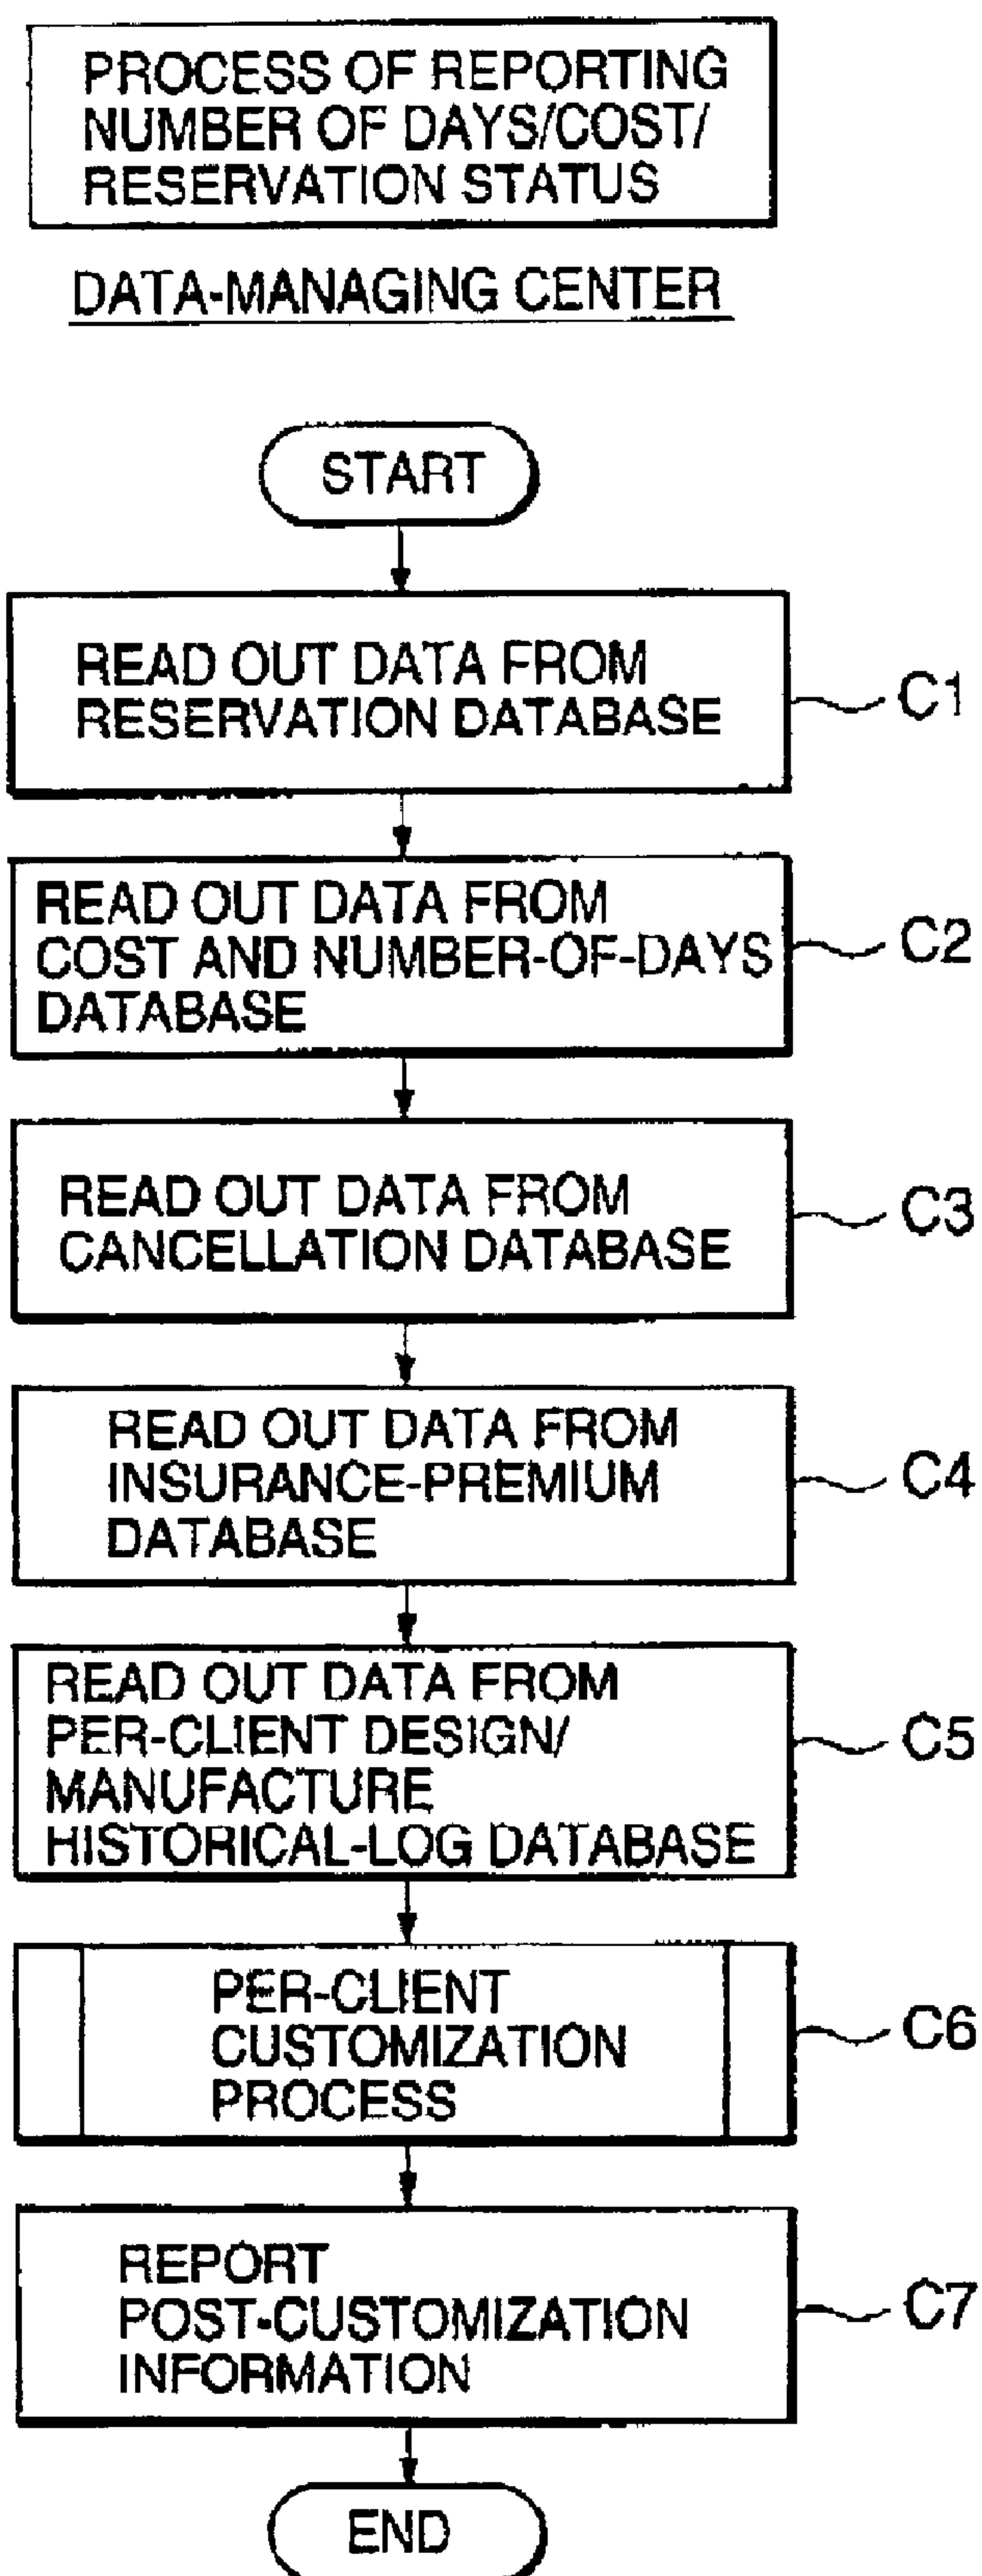 PROCESS OF REPORTING
NUMBER OF DAYS/COST/
RESERVATION STATUS
DATA-MANAGING CENTER
START
READ OUT DATA FROM
RESERVATION DATABASE
C1
READ OUT DATA FROM
COST AND NUMBER-OF-DAYS
DATABASE
C2
READ OUT DATA FROM
CANCELLATION DATABASE
C3
READ OUT DATA FROM
INSURANCE-PREMIUM
DATABASE
C4
READ OUT DATA FROM
PER-CLIENT DESIGN/
MANUFACTURE
HISTORICAL-LOG DATABASE
C5
PER-CLIENT
CUSTOMIZATION
PROCESS
C6
REPORT
POST-CUSTOMIZATION
INFORMATION
C7
END